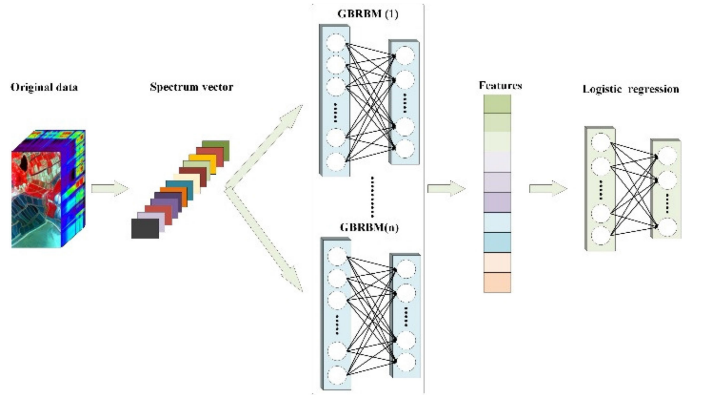 GBRBM (1)
Original data
Spectrum vector
Features
Logistic regression
GBRBM(n)